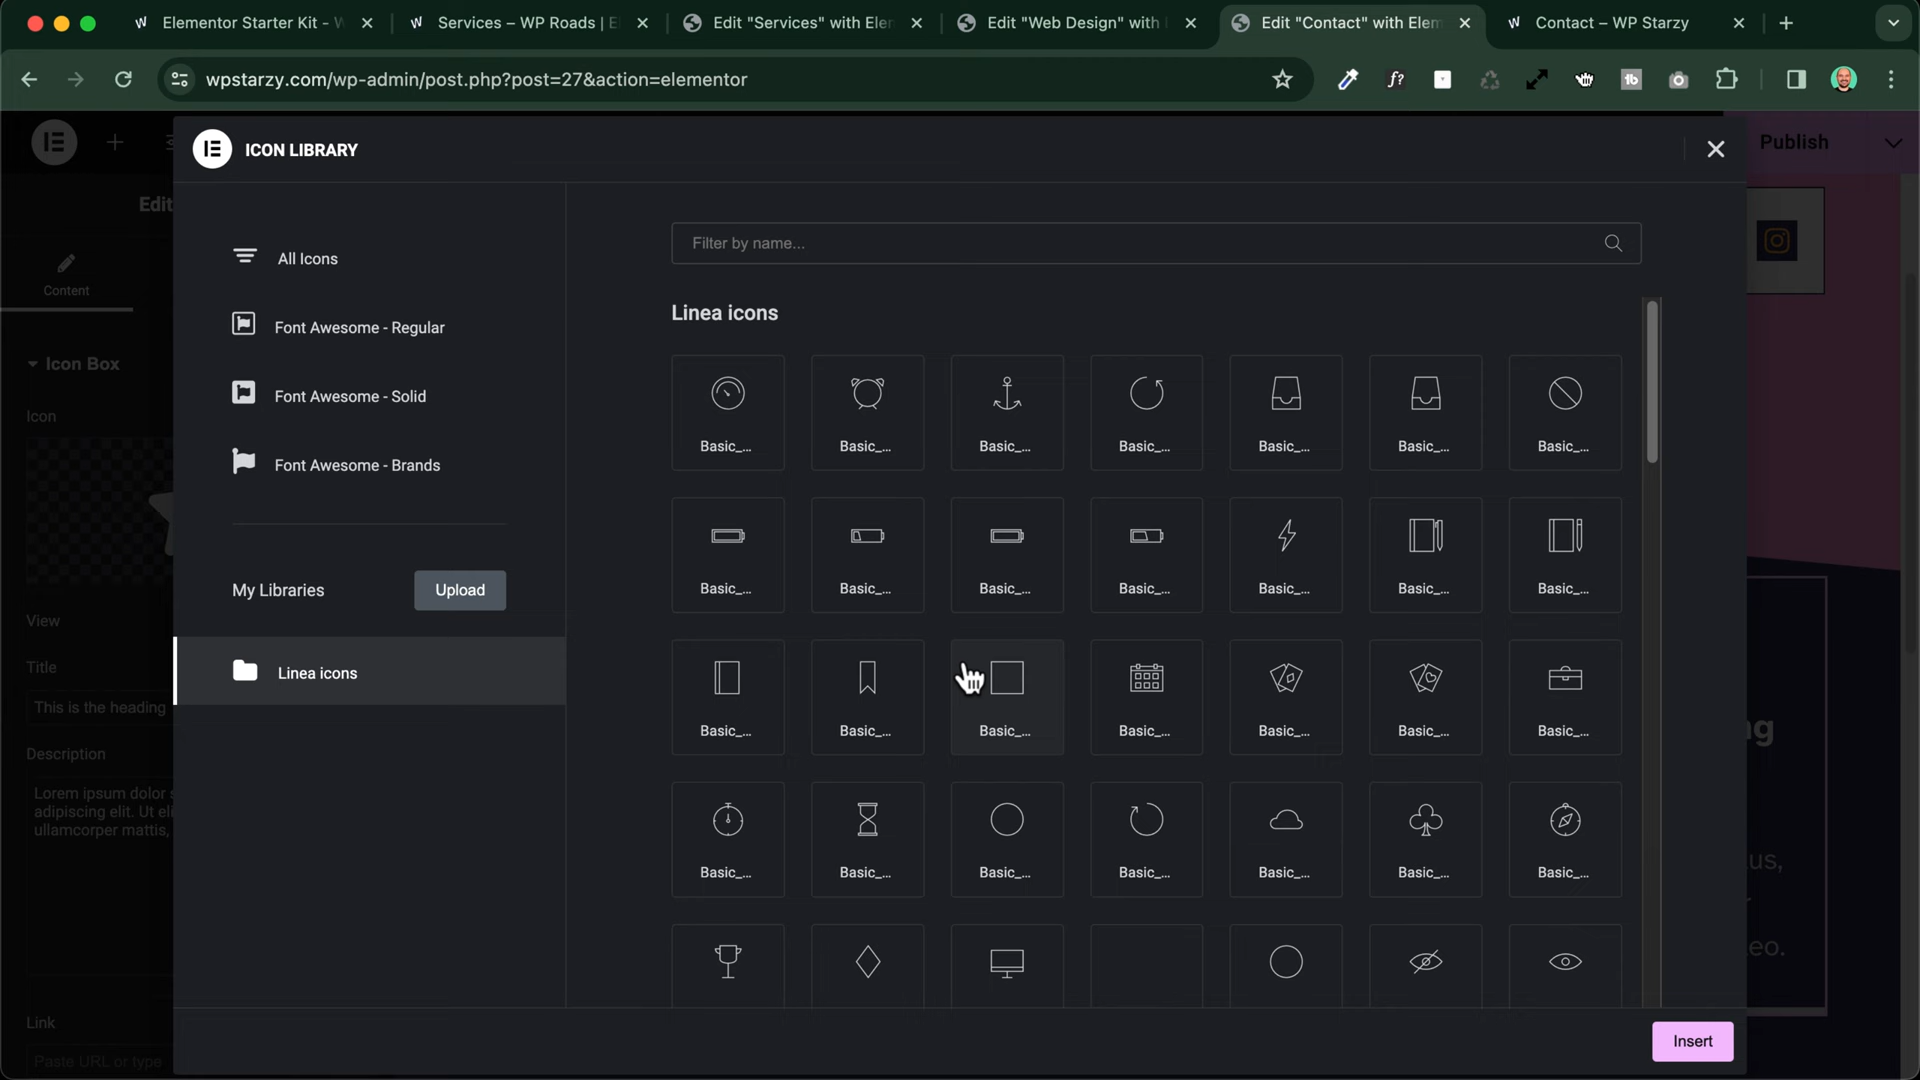 Elementor Starter Kit - W
Services – WP Roads | E
Edit "Services" with Elem
Edit "Web Design" with
Edit "Contact" with Elem
Contact – WP Starzy
wpstarzy.com/wp-admin/post.php?post=27&action=elementor
f?
tb
ICON LIBRARY
Publish
Edit
Content
Icon Box
Icon
View
Title
This is the heading
Description
Lorem ipsum dolor s
adipiscing elit. Ut eli
ullamcorper mattis,
Link
Paste URL or type
All Icons
Font Awesome - Regular
Font Awesome - Solid
Font Awesome - Brands
My Libraries
Upload
Linea icons
Filter by name...
Linea icons
Basic_... Basic_... Basic_... Basic_... Basic_... Basic_... Basic_...
Basic_... Basic_... Basic_... Basic_... Basic_... Basic_... Basic_...
Basic_... Basic_... Basic_... Basic_... Basic_... Basic_... Basic_...
Basic_... Basic_... Basic_... Basic_... Basic_... Basic_... Basic_...
Insert